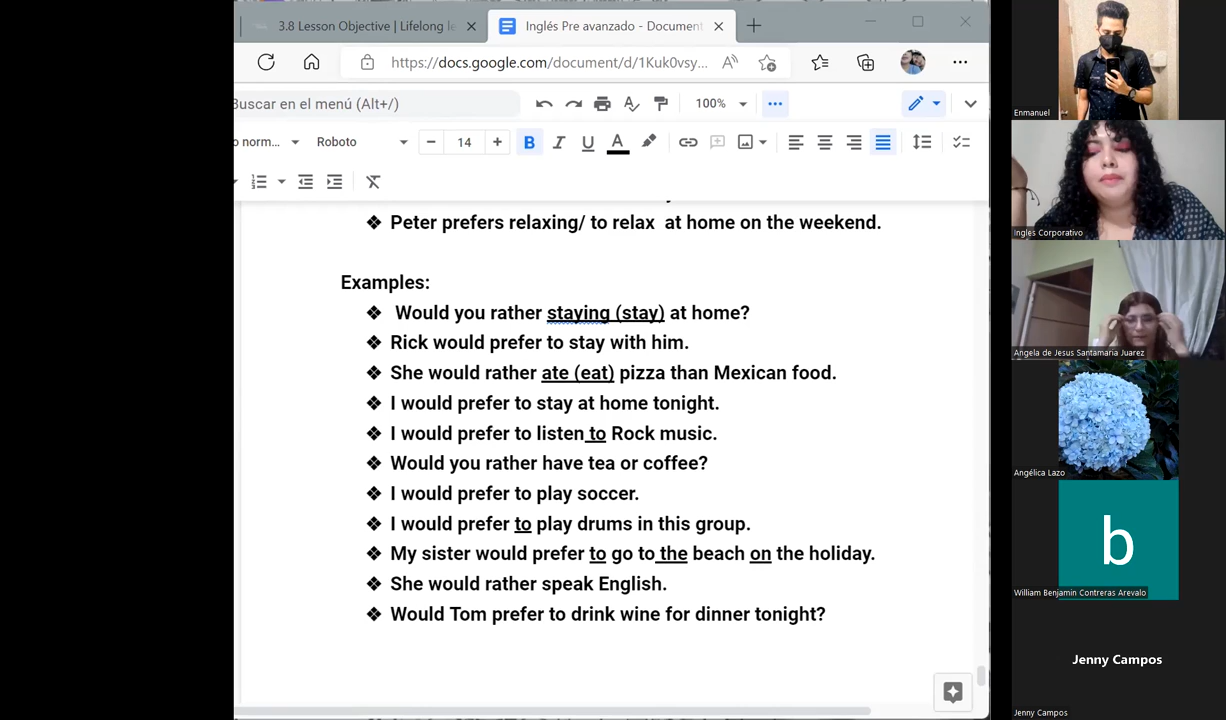 3.8 Lesson Objective | Lifelong le
Inglés Pre avanzado - Document
https://docs.google.com/document/d/1Kuk0vsy...
Buscar en el menú (Alt+/)
100%
o norm...
Roboto
14
B I U A
❖ Peter prefers relaxing/ to relax at home on the weekend.
Examples:
❖ Would you rather staying (stay) at home?
❖ Rick would prefer to stay with him.
❖ She would rather ate (eat) pizza than Mexican food.
❖ I would prefer to stay at home tonight.
❖ I would prefer to listen to Rock music.
❖ Would you rather have tea or coffee?
❖ I would prefer to play soccer.
❖ I would prefer to play drums in this group.
❖ My sister would prefer to go to the beach on the holiday.
❖ She would rather speak English.
❖ Would Tom prefer to drink wine for dinner tonight?
Enmanuel
Ingles Corporativo
Angela de Jesus Santamaria Juarez
Angélica Lazo
b
William Benjamin Contreras Arevalo
Jenny Campos
Jenny Campos